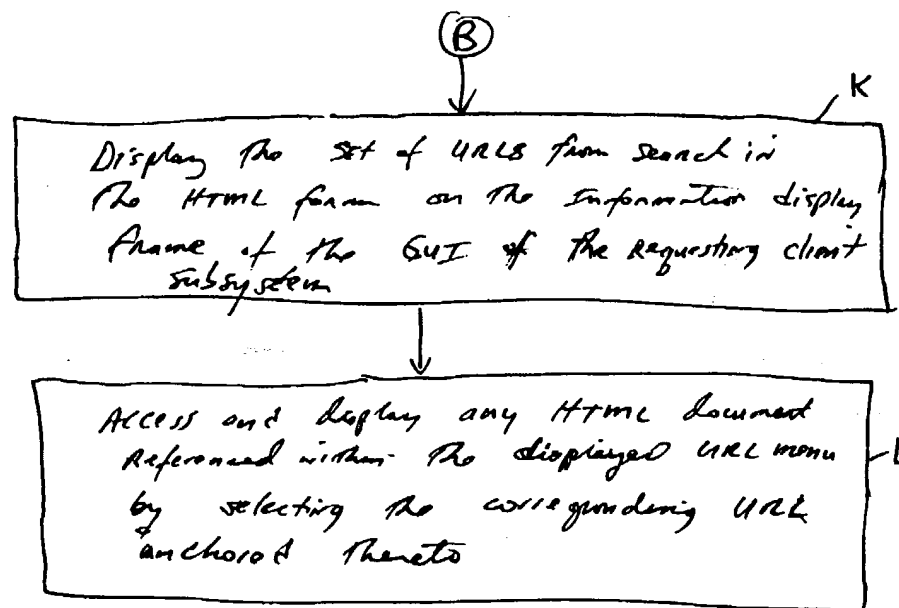 B
K
Display the set of URLs from search in
the HTML form on the Information display
frame of the GUI of the requesting client
subsystem
Access and display any HTML document
Referenced within the displayed URL menu
L
by selecting the corresponding URL
anchored thereto